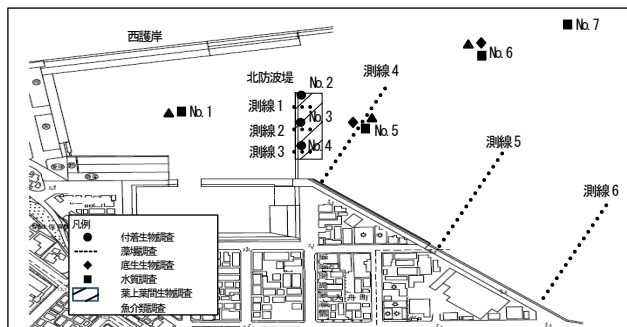 西護岸
No.7
No.6
北防波堤
No.2
測線4
測線1
No.3
No.1
測線2
No.5
No.4
測線3
測線5
測線6
凡例
付着生物調査
藻場調査
底生生物調査
水質調査
葉上葉間生物調査
魚介類調査